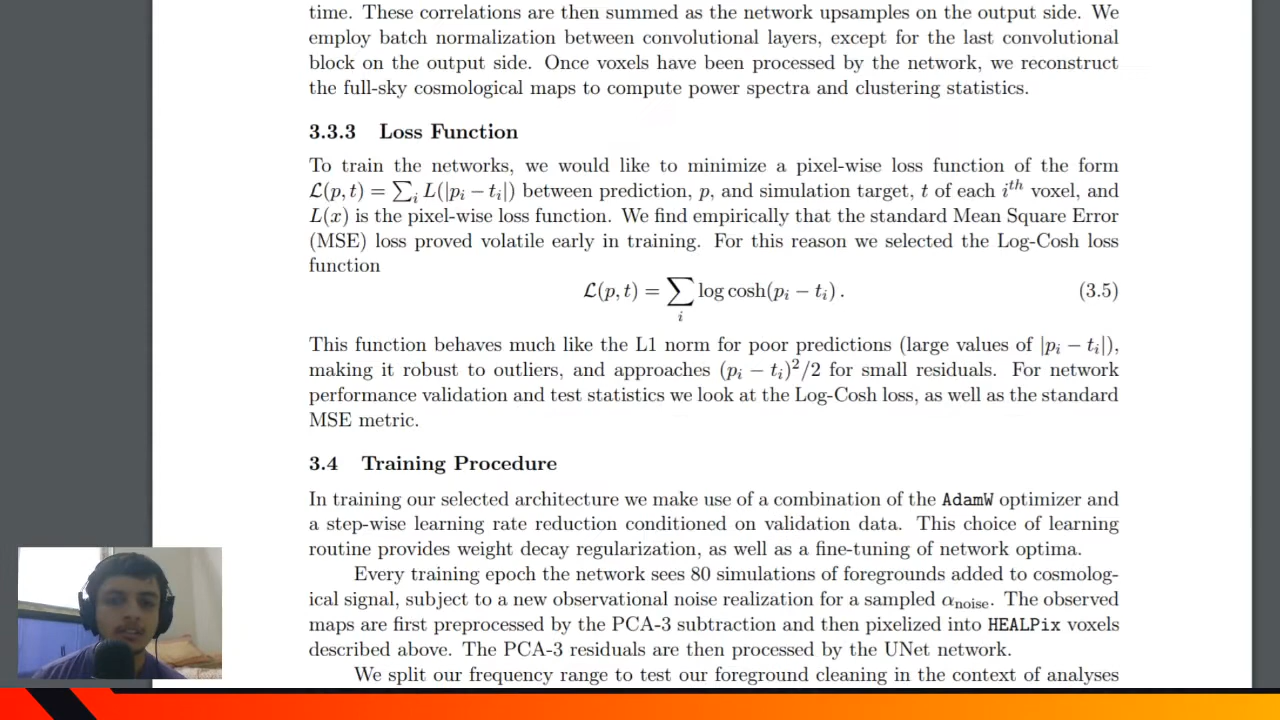 time. These correlations are then summed as the network upsamples on the output side. We
employ batch normalization between convolutional layers, except for the last convolutional
block on the output side. Once voxels have been processed by the network, we reconstruct
the full-sky cosmological maps to compute power spectra and clustering statistics.
3.3.3 Loss Function
To train the networks, we would like to minimize a pixel-wise loss function of the form
ℒ(p, t) = ∑ᵢ L(|pᵢ − tᵢ|) between prediction, p, and simulation target, t of each iᵗʰ voxel, and
L(x) is the pixel-wise loss function. We find empirically that the standard Mean Square Error
(MSE) loss proved volatile early in training. For this reason we selected the Log-Cosh loss
function
ℒ(p, t) = ∑ᵢ log cosh(pᵢ − tᵢ) . (3.5)
This function behaves much like the L1 norm for poor predictions (large values of |pᵢ − tᵢ|),
making it robust to outliers, and approaches (pᵢ − tᵢ)²/2 for small residuals. For network
performance validation and test statistics we look at the Log-Cosh loss, as well as the standard
MSE metric.
3.4 Training Procedure
In training our selected architecture we make use of a combination of the AdamW optimizer and
a step-wise learning rate reduction conditioned on validation data. This choice of learning
routine provides weight decay regularization, as well as a fine-tuning of network optima.
Every training epoch the network sees 80 simulations of foregrounds added to cosmolog-
ical signal, subject to a new observational noise realization for a sampled α_noise. The observed
maps are first preprocessed by the PCA-3 subtraction and then pixelized into HEALPix voxels
described above. The PCA-3 residuals are then processed by the UNet network.
We split our frequency range to test our foreground cleaning in the context of analyses